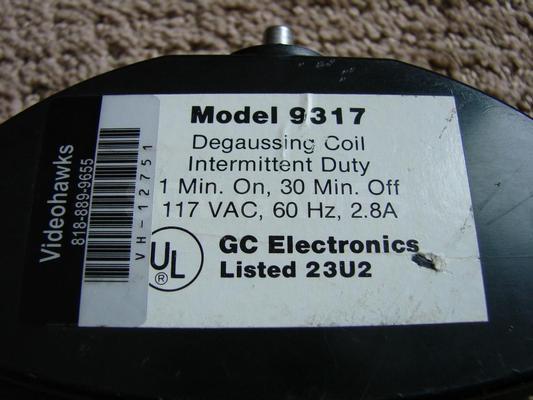 Model 9317
Degaussing Coil
Intermittent Duty
1 Min. On, 30 Min. Off
117 VAC, 60 Hz, 2.8A
UL
®
GC Electronics
Listed 23U2
Videohawks
818-889-9655
VH-12751